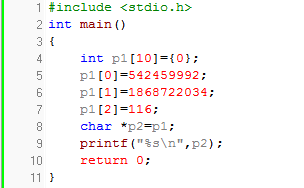 1 #include <stdio.h>
2 int main()
3 {
4     int p1[10]={0};
5     p1[0]=542459992;
6     p1[1]=1868722034;
7     p1[2]=116;
8     char *p2=p1;
9     printf("%s\n",p2);
10     return 0;
11 }